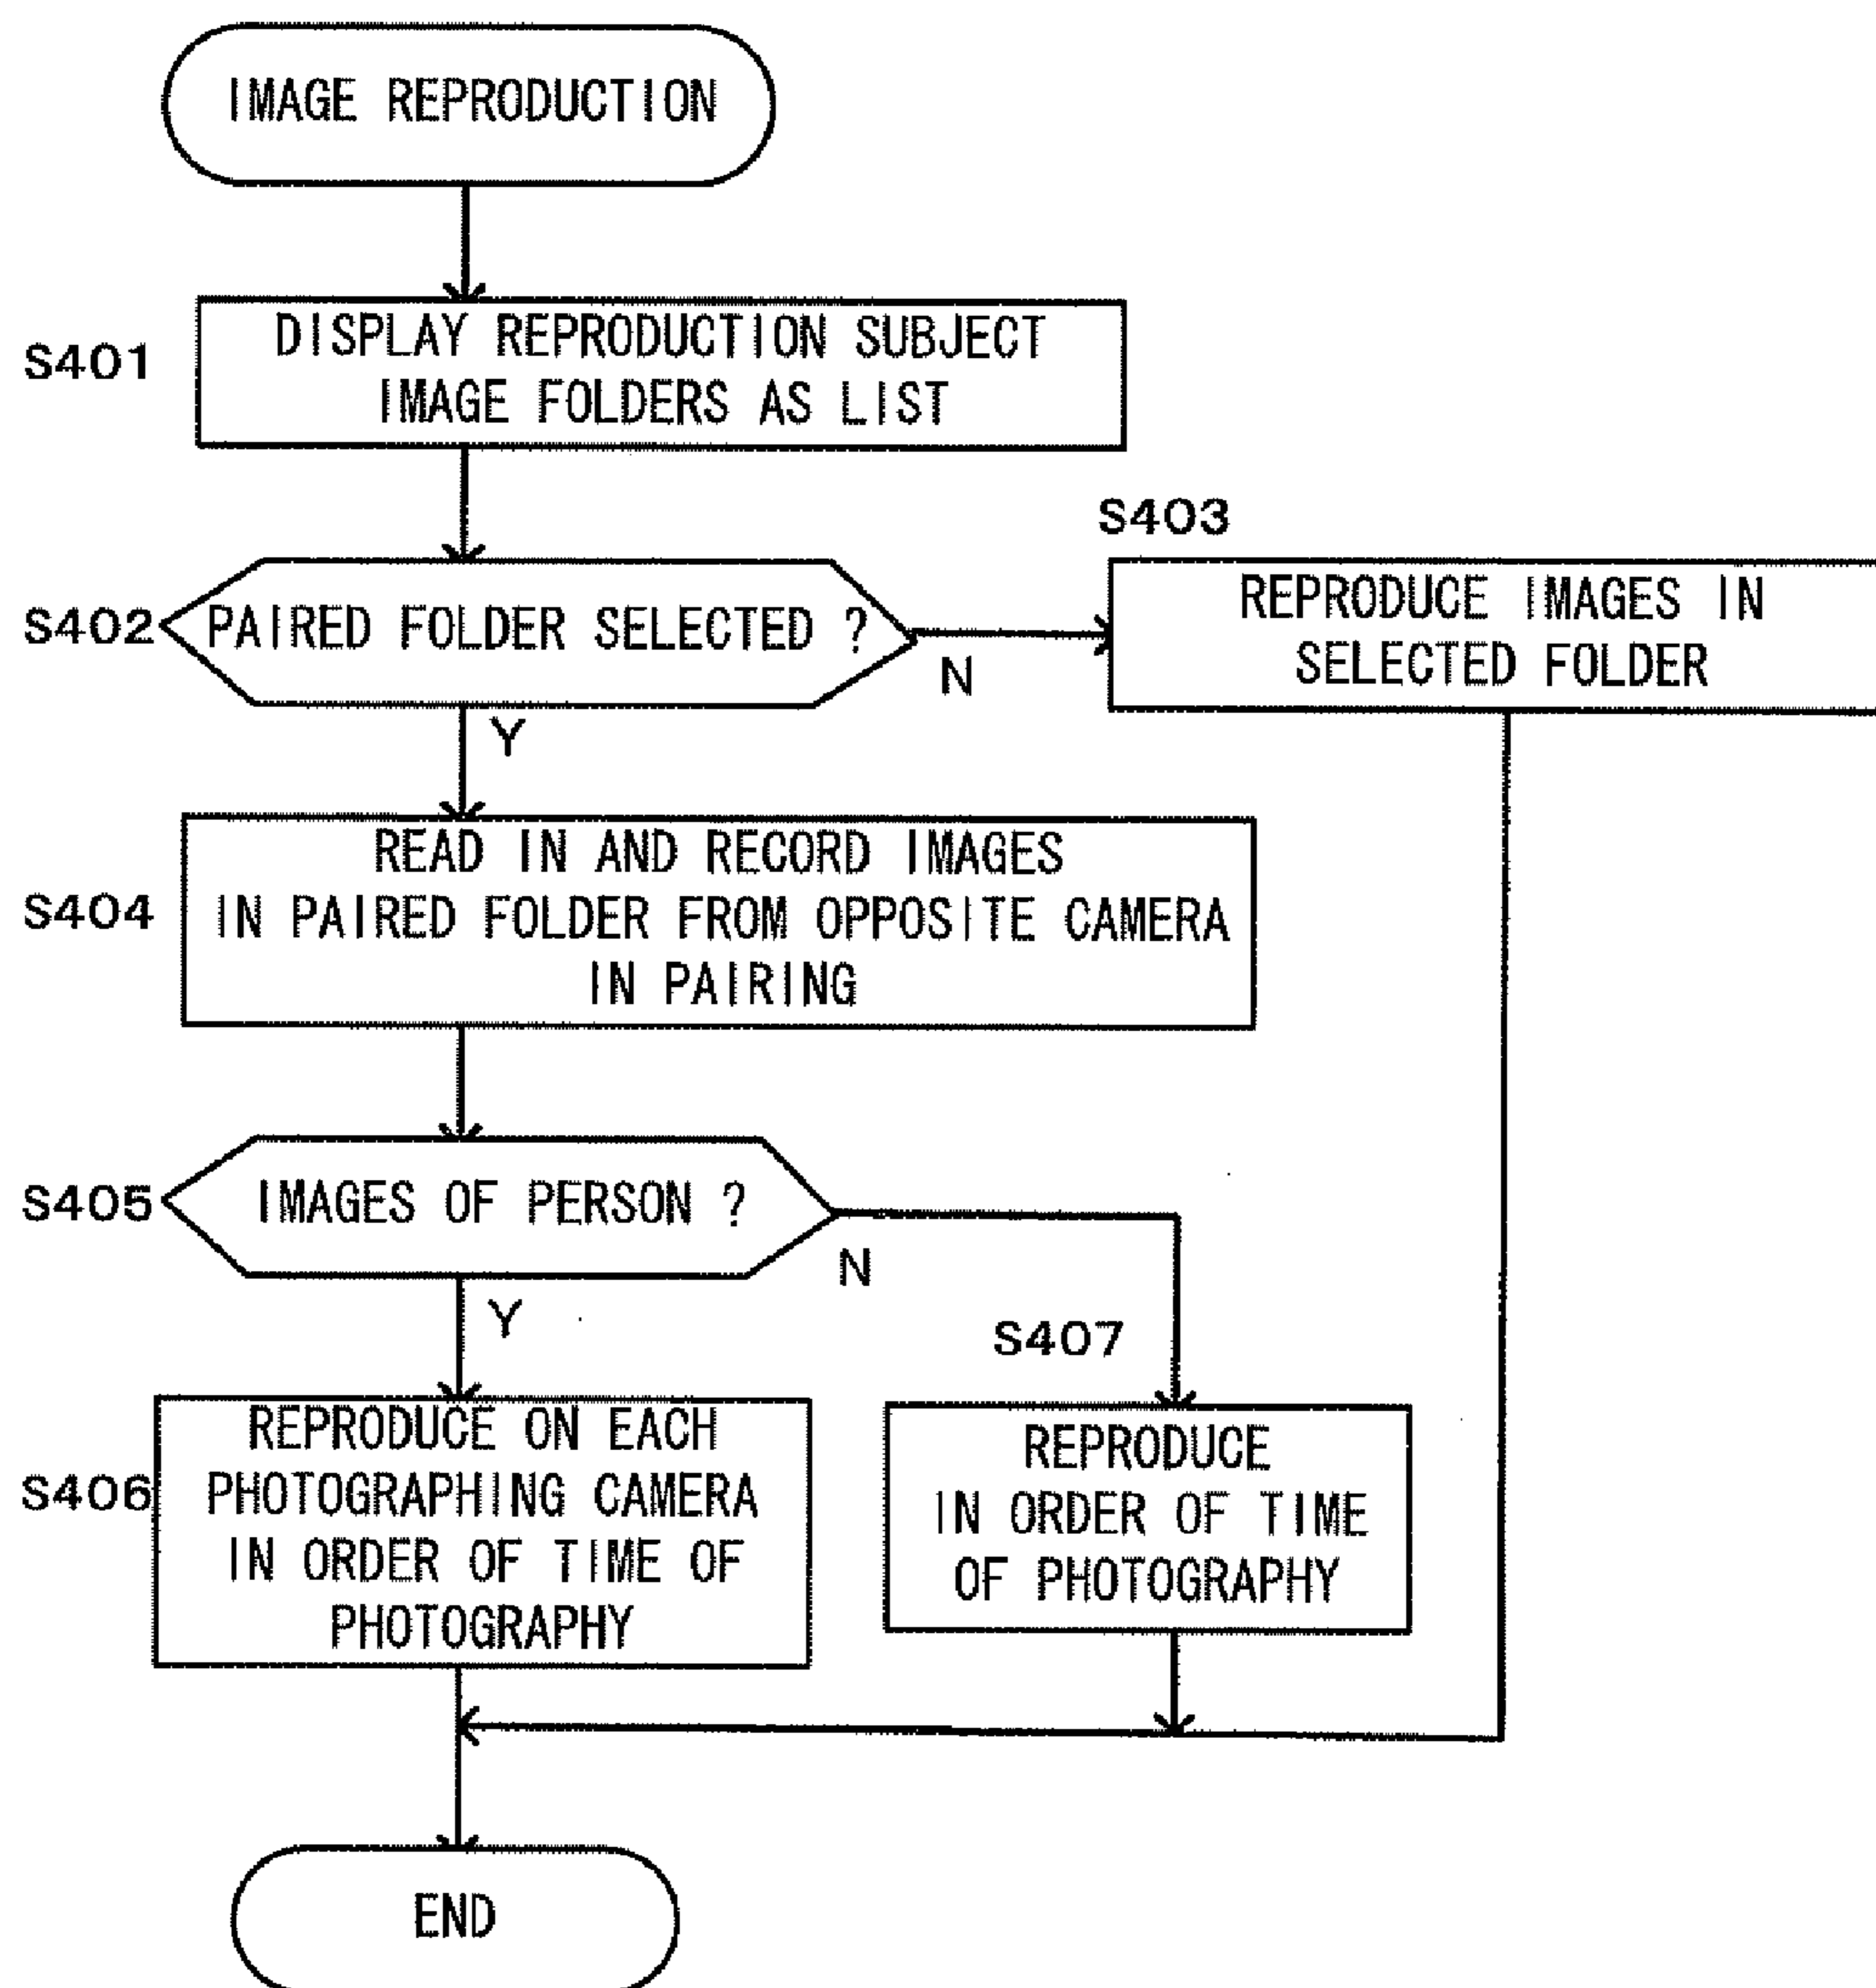 IMAGE REPRODUCTION
S401
DISPLAY REPRODUCTION SUBJECT
IMAGE FOLDERS AS LIST
S402
PAIRED FOLDER SELECTED ?
N
S403
REPRODUCE IMAGES IN
SELECTED FOLDER
Y
S404
READ IN AND RECORD IMAGES
IN PAIRED FOLDER FROM OPPOSITE CAMERA
IN PAIRING
S405
IMAGES OF PERSON ?
N
Y
S406
REPRODUCE ON EACH
PHOTOGRAPHING CAMERA
IN ORDER OF TIME OF
PHOTOGRAPHY
S407
REPRODUCE
IN ORDER OF TIME
OF PHOTOGRAPHY
END